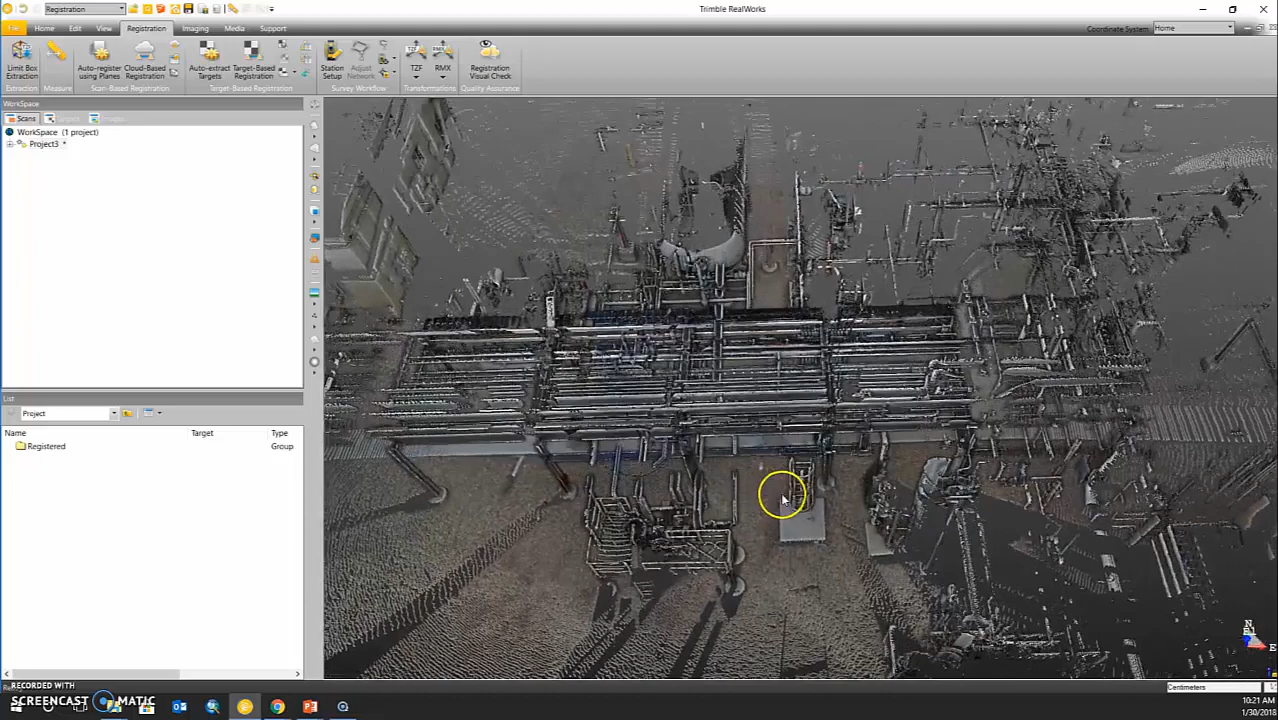 Registration
Trimble RealWorks
File Home Edit View Registration Imaging Media Support
Coordinate System Home
Limit Box Extraction
Auto-register using Planes
Cloud-Based Registration
Auto-extract Targets
Target-Based Registration
Station Setup
Adjust Network
TZF
RMX
Registration Visual Check
Extraction Measure Scan-Based Registration Target-Based Registration Survey Workflow Transformations Quality Assurance
WorkSpace
Scans Images
WorkSpace (1 project)
Project3 *
List
Project
Name Target Type
Registered Group
N
E
RECORDED WITH
SCREENCAST MATIC
Centimeters
10:21 AM
1/30/2018